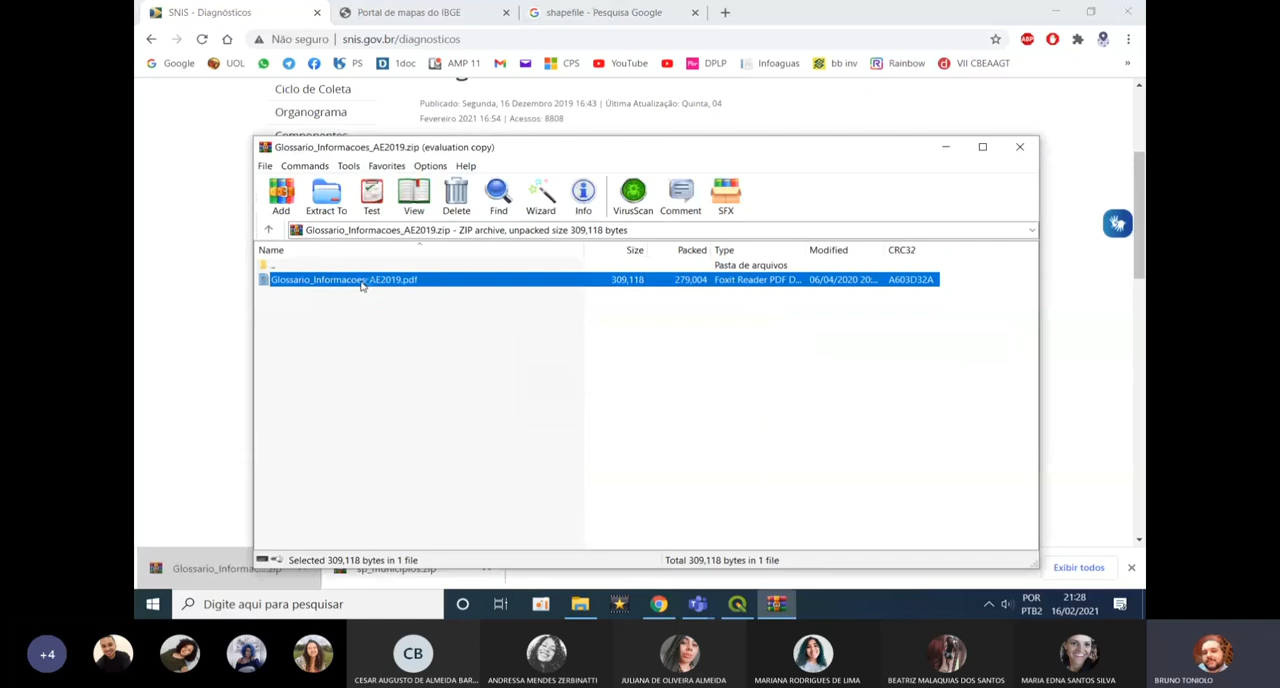 SNIS - Diagnósticos
Portal de mapas do IBGE
shapefile - Pesquisa Google
Não seguro | snis.gov.br/diagnosticos
ABP
Google UOL PS 1doc AMP 11 CPS YouTube DPLP Infoaguas bb inv Rainbow VII CBEAAGT »
Ciclo de Coleta
Organograma
Publicado: Segunda, 16 Dezembro 2019 16:43 | Última Atualização: Quinta, 04
Fevereiro 2021 16:54 | Acessos: 8808
Glossario_Informacoes_AE2019.zip (evaluation copy)
File Commands Tools Favorites Options Help
Add Extract To Test View Delete Find Wizard Info VirusScan Comment SFX
Glossario_Informacoes_AE2019.zip - ZIP archive, unpacked size 309,118 bytes
Name Size Packed Type Modified CRC32
.. Pasta de arquivos
Glossario_Informacoes_AE2019.pdf 309,118 279,004 Foxit Reader PDF D... 06/04/2020 20:... A603D32A
Selected 309,118 bytes in 1 file
Total 309,118 bytes in 1 file
Glossario_Informac....zip
sp_municipios.zip
Exibir todos
Digite aqui para pesquisar
POR
PTB2
21:28
16/02/2021
+4
CB
CESAR AUGUSTO DE ALMEIDA BAR...
ANDRESSA MENDES ZERBINATTI
JULIANA DE OLIVEIRA ALMEIDA
MARIANA RODRIGUES DE LIMA
BEATRIZ MALAQUIAS DOS SANTOS
MARIA EDNA SANTOS SILVA
BRUNO TONIOLO